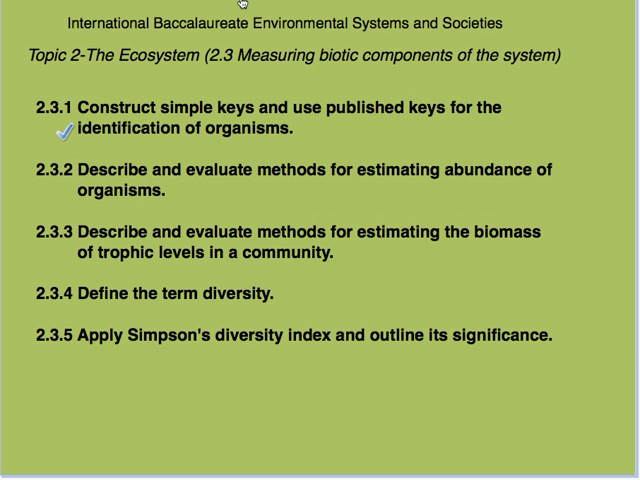 International Baccalaureate Environmental Systems and Societies
Topic 2-The Ecosystem (2.3 Measuring biotic components of the system)
2.3.1 Construct simple keys and use published keys for the
identification of organisms.
2.3.2 Describe and evaluate methods for estimating abundance of
organisms.
2.3.3 Describe and evaluate methods for estimating the biomass
of trophic levels in a community.
2.3.4 Define the term diversity.
2.3.5 Apply Simpson's diversity index and outline its significance.